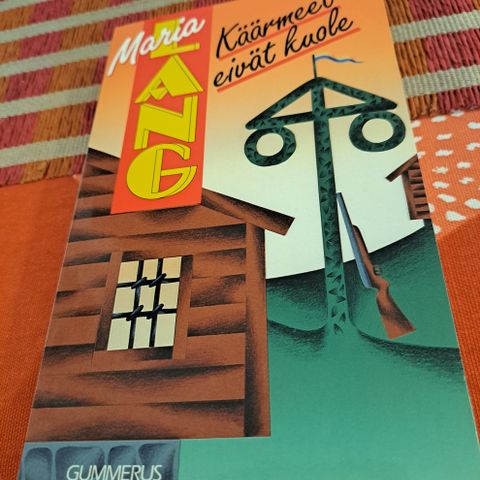 Maria
LANG
Käärmeet
eivät kuole
GUMMERUS